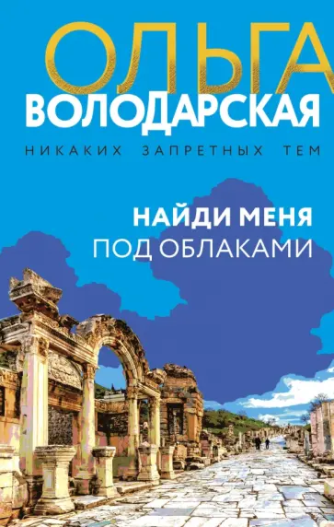 ОЛЬГА
ВОЛОДАРСКАЯ
НИКАКИХ ЗАПРЕТНЫХ ТЕМ
НАЙДИ МЕНЯ
ПОД ОБЛАКАМИ